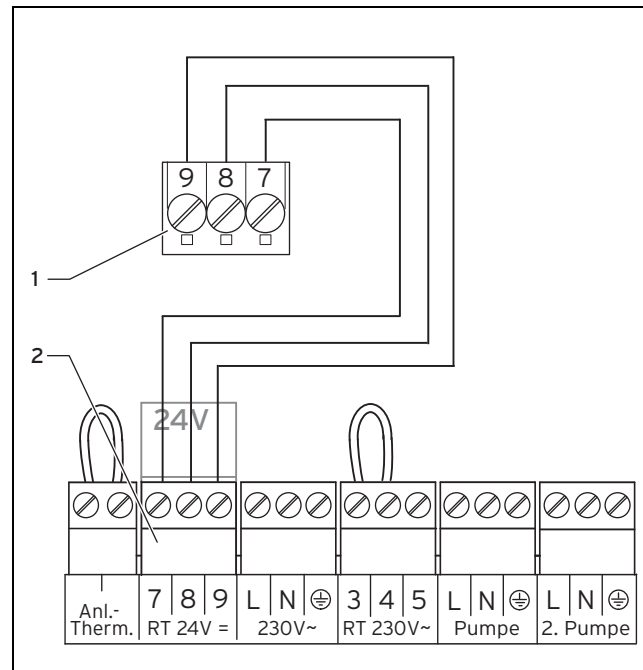 9 8 7
1
2
24V
Anl.-
Therm.
7 8 9
RT 24V =
L N
230V~
3 4 5
RT 230V~
L N
Pumpe
L N
2. Pumpe